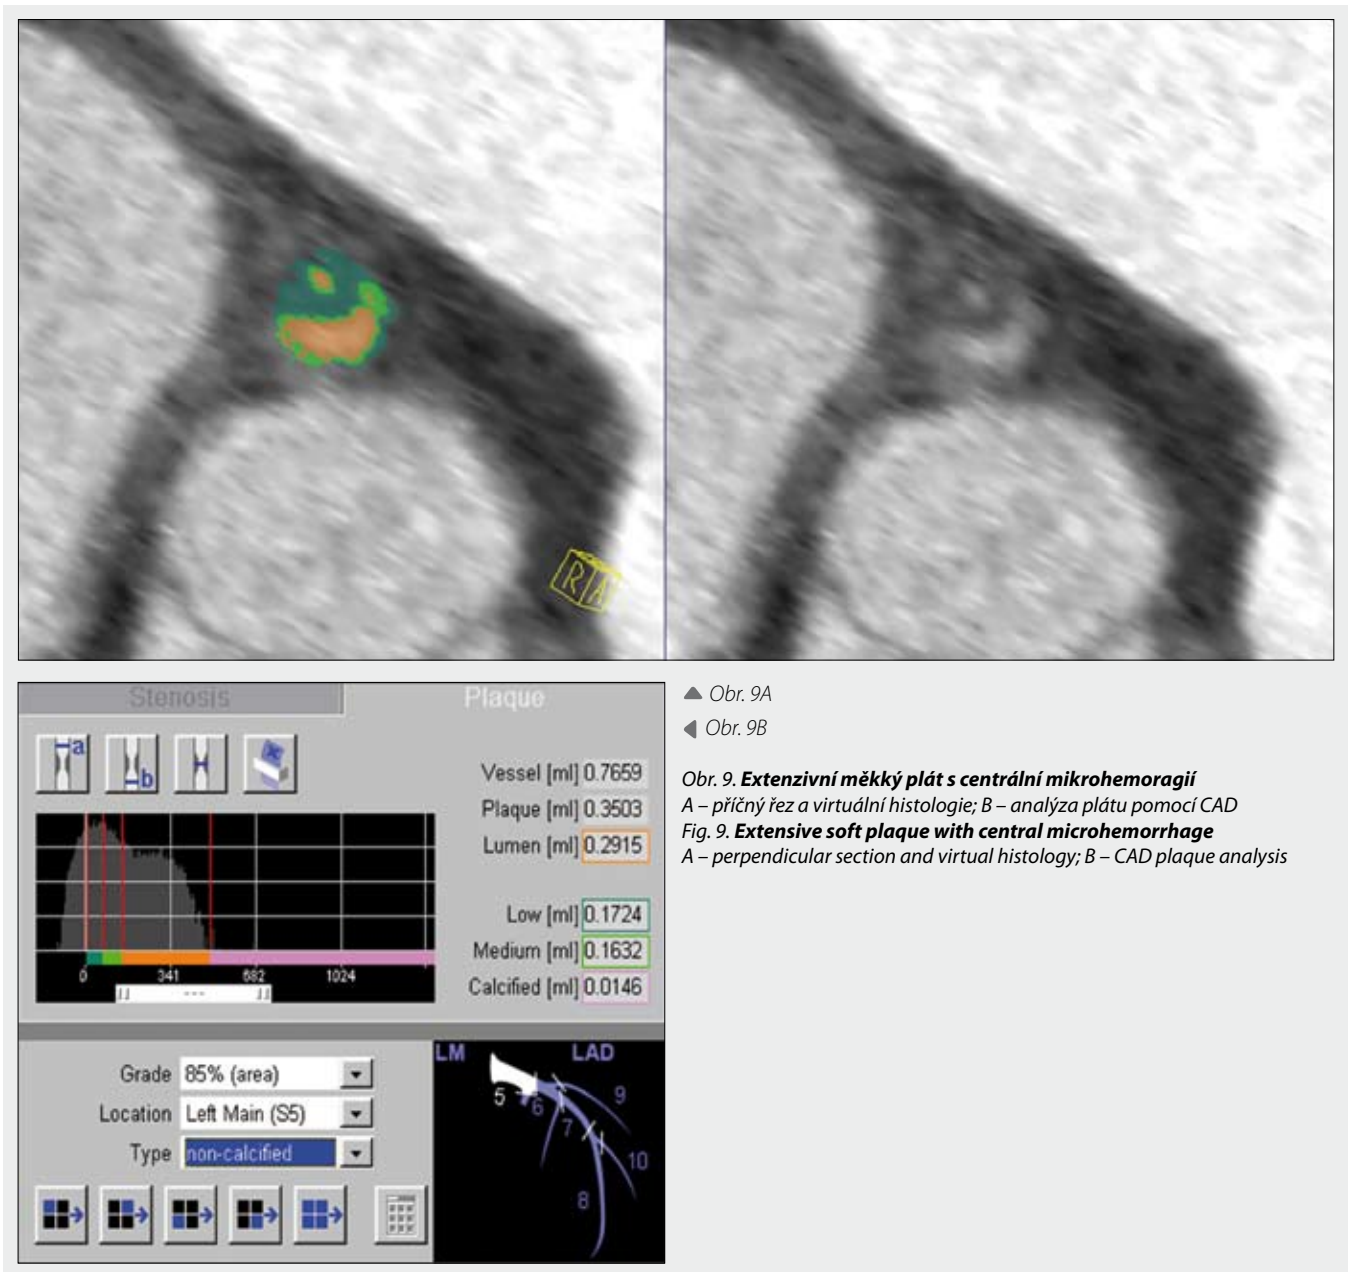 R A
Stenosis Plaque
a
b
Vessel [ml] 0.7659
Plaque [ml] 0.3503
Lumen [ml] 0.2915
Low [ml] 0.1724
Medium [ml] 0.1632
Calcified [ml] 0.0146
0 341 682 1024
Grade 85% (area)
Location Left Main (S5)
Type non-calcified
LM LAD
5 6 7 8 9 10
Obr. 9A
Obr. 9B
Obr. 9. Extenzivní měkký plát s centrální mikrohemoragií
A – příčný řez a virtuální histologie; B – analýza plátu pomocí CAD
Fig. 9. Extensive soft plaque with central microhemorrhage
A – perpendicular section and virtual histology; B – CAD plaque analysis